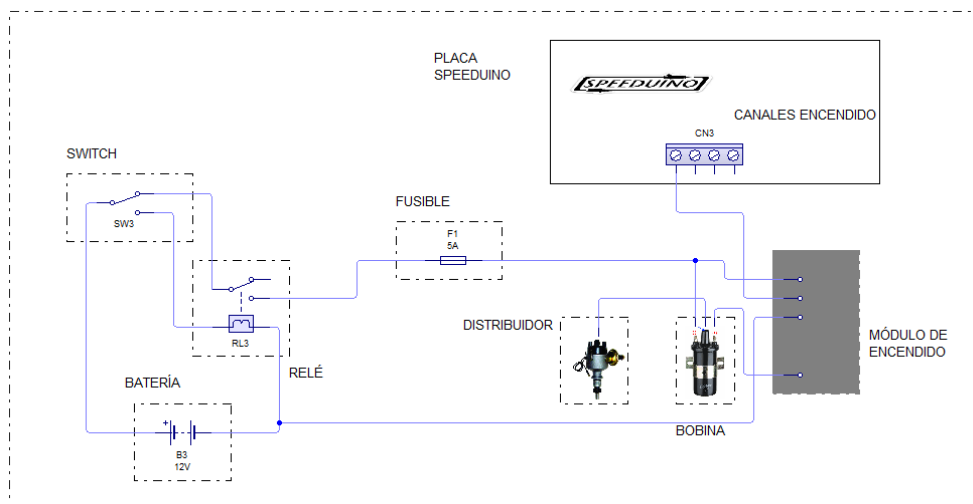 PLACA
SPEEDUINO
SPEEDUINO
CANALES ENCENDIDO
CN3
SWITCH
SW3
FUSIBLE
F1
5A
RL3
RELÉ
DISTRIBUIDOR
BOBINA
MÓDULO DE
ENCENDIDO
BATERÍA
+
B3
12V